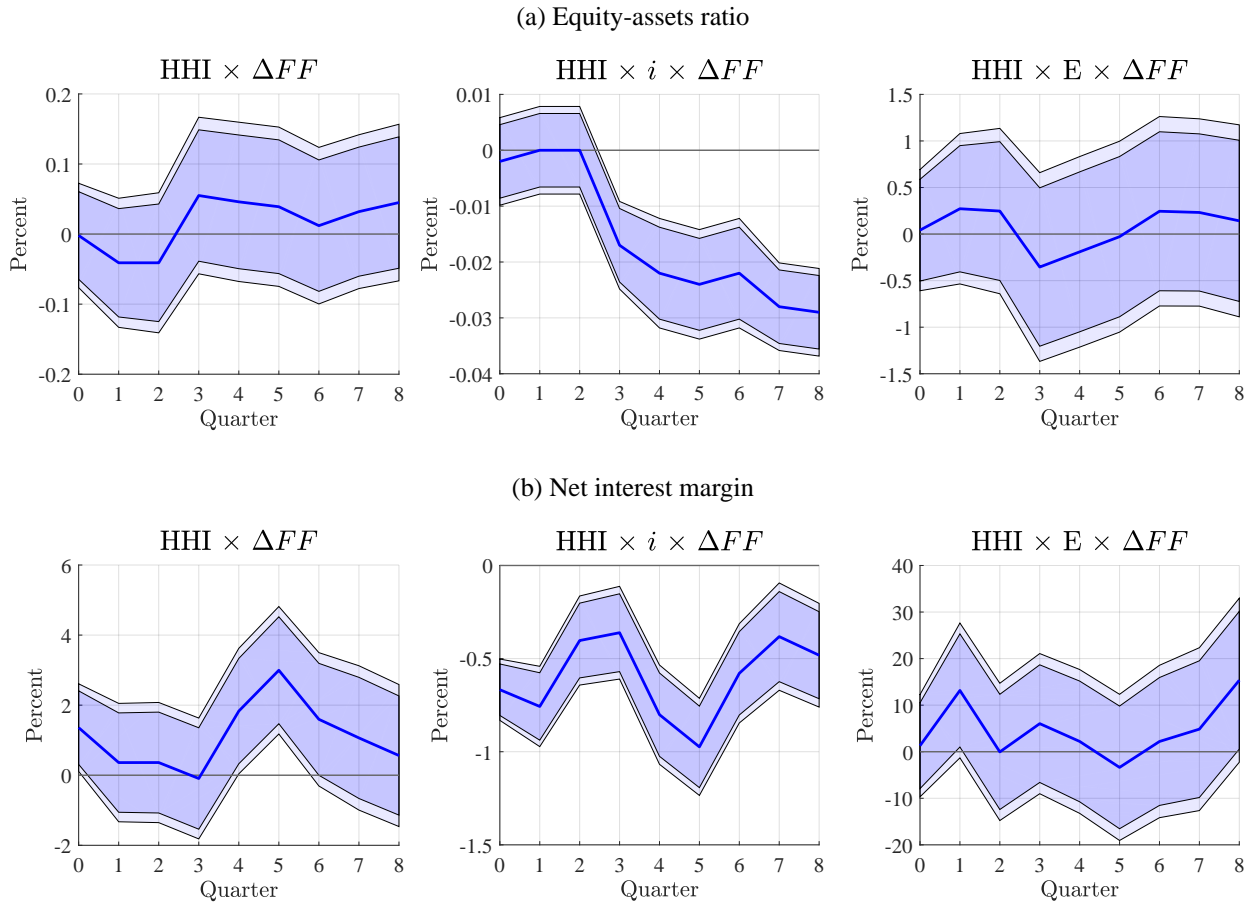 (a) Equity-assets ratio
HHI × ΔFF
HHI × i × ΔFF
HHI × E × ΔFF
Percent
0.2
0.1
0
-0.1
-0.2
0 1 2 3 4 5 6 7 8
Quarter
Percent
0.01
0
-0.01
-0.02
-0.03
-0.04
0 1 2 3 4 5 6 7 8
Quarter
Percent
1.5
1
0.5
0
-0.5
-1
-1.5
0 1 2 3 4 5 6 7 8
Quarter
(b) Net interest margin
HHI × ΔFF
HHI × i × ΔFF
HHI × E × ΔFF
Percent
6
4
2
0
-2
0 1 2 3 4 5 6 7 8
Quarter
Percent
0
-0.5
-1
-1.5
0 1 2 3 4 5 6 7 8
Quarter
Percent
40
30
20
10
0
-10
-20
0 1 2 3 4 5 6 7 8
Quarter